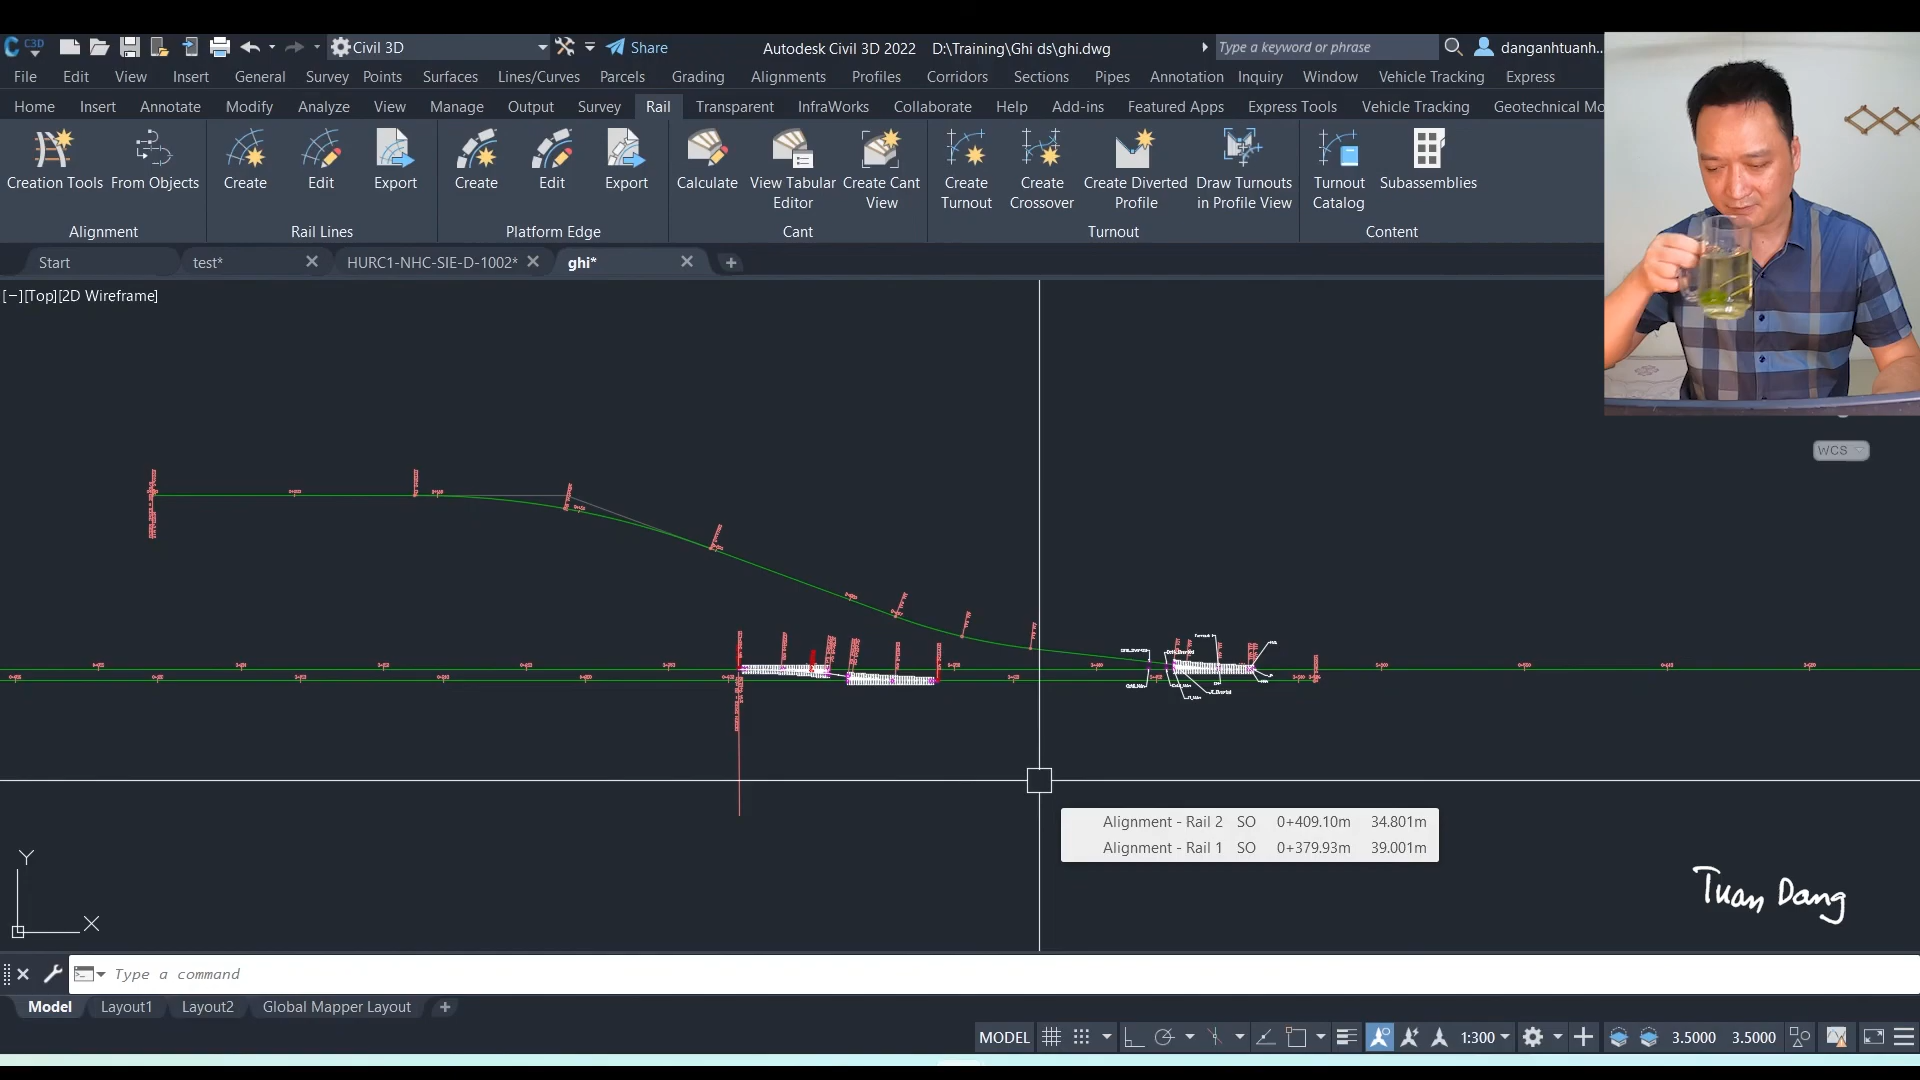 C3D
Civil 3D
Share
Autodesk Civil 3D 2022 D:\Training\Ghi ds\ghi.dwg
Type a keyword or phrase
danganhtuanh...
File Edit View Insert General Survey Points Surfaces Lines/Curves Parcels Grading Alignments Profiles Corridors Sections Pipes Annotation Inquiry Window Vehicle Tracking Express
Home Insert Annotate Modify Analyze View Manage Output Survey Rail Transparent InfraWorks Collaborate Help Add-ins Featured Apps Express Tools Vehicle Tracking Geotechnical Mo
Creation Tools From Objects Create Edit Export Create Edit Export Calculate View Tabular Editor Create Cant View Create Turnout Create Crossover Create Diverted Profile Draw Turnouts in Profile View Turnout Catalog Subassemblies
Alignment Rail Lines Platform Edge Cant Turnout Content
Start test* HURC1-NHC-SIE-D-1002* ghi*
[−][Top][2D Wireframe]
WCS
Alignment - Rail 2 SO 0+409.10m 34.801m
Alignment - Rail 1 SO 0+379.93m 39.001m
Tuan Dang
Y
X
Type a command
Model Layout1 Layout2 Global Mapper Layout
MODEL 1:300 3.5000 3.5000